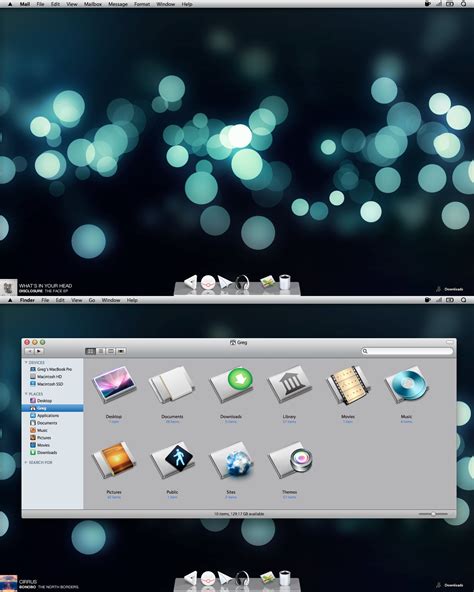 Mail File Edit View Mailbox Message Format Window Help
WHAT'S IN YOUR HEAD
DISCLOSURE THE FACE EP
Downloads
Finder File Edit View Go Window Help
Greg
DEVICES
Greg's MacBook Pro
Macintosh HD
Macintosh SSD
PLACES
Desktop
Greg
Applications
Documents
Music
Pictures
Movies
Downloads
SEARCH FOR
Desktop
Documents
Downloads
Library
Movies
Music
1 item
Pictures
Public
Sites
Themes
10 items, 129.17 GB available
CIRRUS
BONOBO THE NORTH BORDERS
Downloads